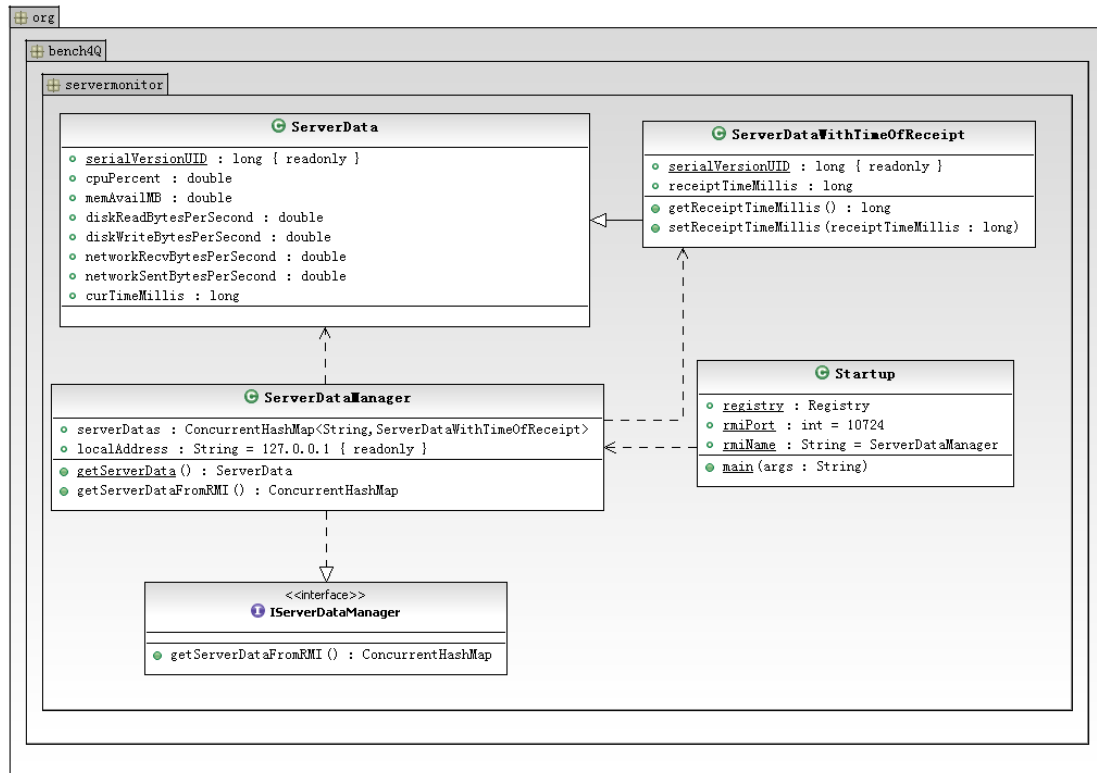 org
bench4Q
servermonitor
ServerData
serialVersionUID : long { readonly }
cpuPercent : double
memAvailMB : double
diskReadBytesPerSecond : double
diskWriteBytesPerSecond : double
networkRecvBytesPerSecond : double
networkSentBytesPerSecond : double
curTimeMillis : long
ServerDataWithTimeOfReceipt
serialVersionUID : long { readonly }
receiptTimeMillis : long
getReceiptTimeMillis() : long
setReceiptTimeMillis(receiptTimeMillis : long)
ServerDataManager
serverDatas : ConcurrentHashMap<String,ServerDataWithTimeOfReceipt>
localAddress : String = 127.0.0.1 { readonly }
getServerData() : ServerData
getServerDataFromRMI() : ConcurrentHashMap
Startup
registry : Registry
rmiPort : int = 10724
rmiName : String = ServerDataManager
main(args : String)
<<interface>>
IServerDataManager
getServerDataFromRMI() : ConcurrentHashMap